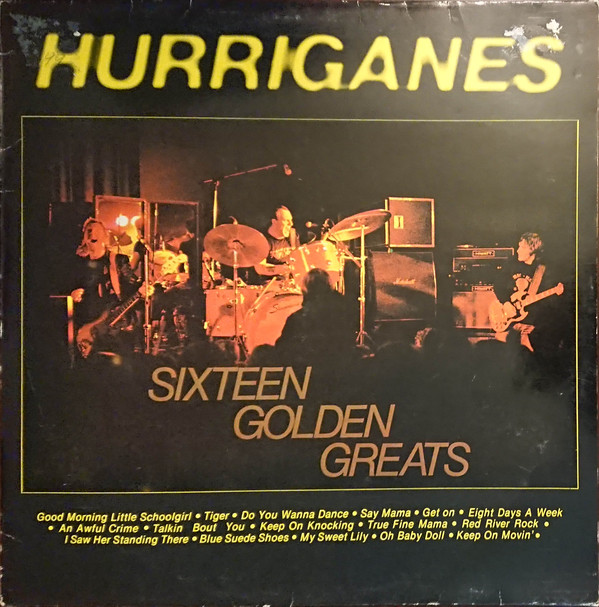 HURRIGANES
SIXTEEN
GOLDEN
GREATS
Good Morning Little Schoolgirl • Tiger • Do You Wanna Dance • Say Mama • Get on • Eight Days A Week
• An Awful Crime • Talkin Bout You • Keep On Knocking • True Fine Mama • Red River Rock •
I Saw Her Standing There • Blue Suede Shoes • My Sweet Lily • Oh Baby Doll • Keep On Movin' •